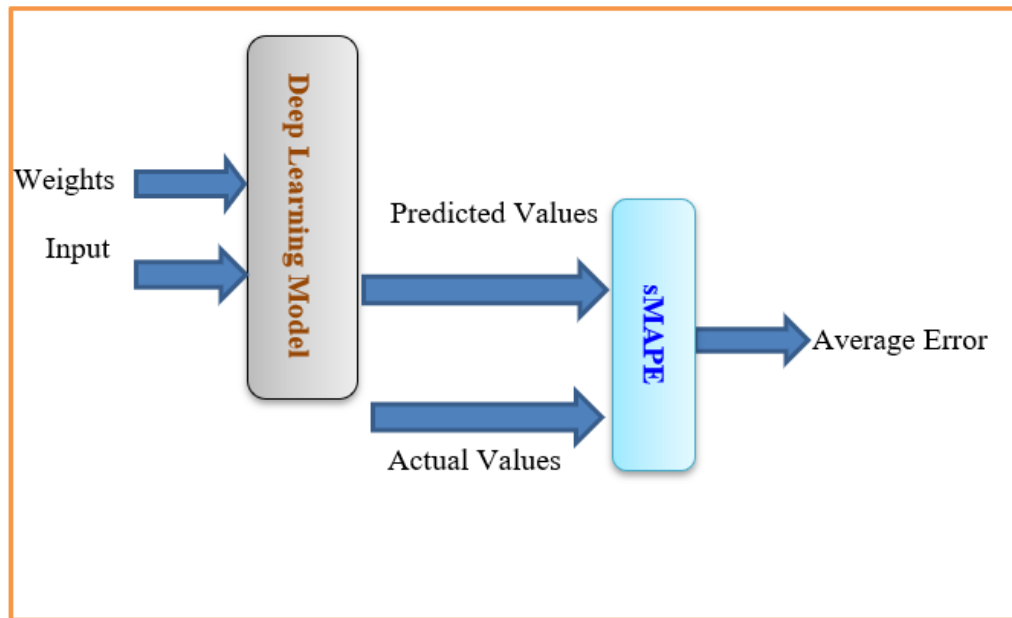 Weights
Input
Deep Learning Model
Predicted Values
Actual Values
sMAPE
Average Error